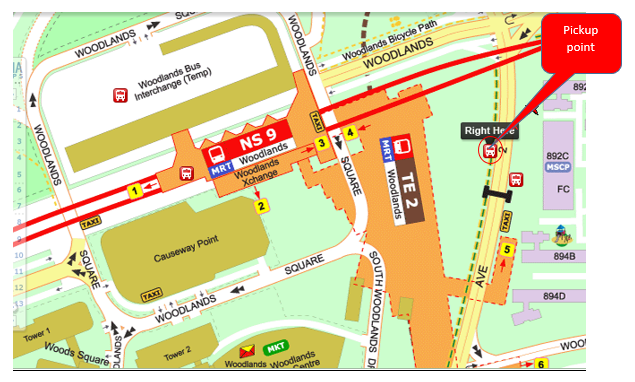 Pickup
point
WOODLANDS
SQUARE
Woodlands Bicycle Path
WOODLANDS
Woodlands Bus
Interchange (Temp)
WOODLANDS
TAXI
NS 9
MRT
Woodlands
Woodlands
Xchange
3
4
Right Here
2
892C
MSCP
FC
MRT
TE 2
Woodlands
SQUARE
1
2
TAXI
TAXI
Causeway Point
5
894B
SQUARE
SQUARE
SOUTH WOODLANDS
AVE
TAXI
WOODLANDS
894D
Tower 1
Woods Square
Tower 2
MKT
Woodlands
Woodlands
Centre
6
1
2
3
4
5
6
7
8
9
10
11
12
13